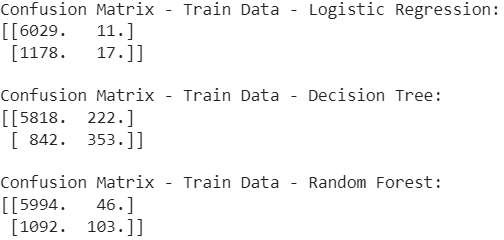 Confusion Matrix - Train Data - Logistic Regression:
[[6029.   11.]
 [1178.   17.]]

Confusion Matrix - Train Data - Decision Tree:
[[5818.  222.]
 [ 842.  353.]]

Confusion Matrix - Train Data - Random Forest:
[[5994.   46.]
 [1092.  103.]]